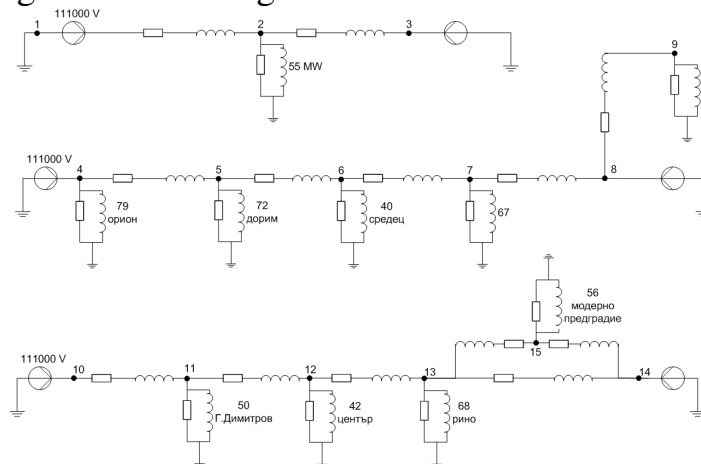 111000 V
1
2
3
55 MW
9
111000 V
4
5
6
7
8
79
орион
72
дорим
40
средец
67
56
модерно
предградие
15
111000 V
10
11
12
13
14
50
Г.Димитров
42
център
68
рино